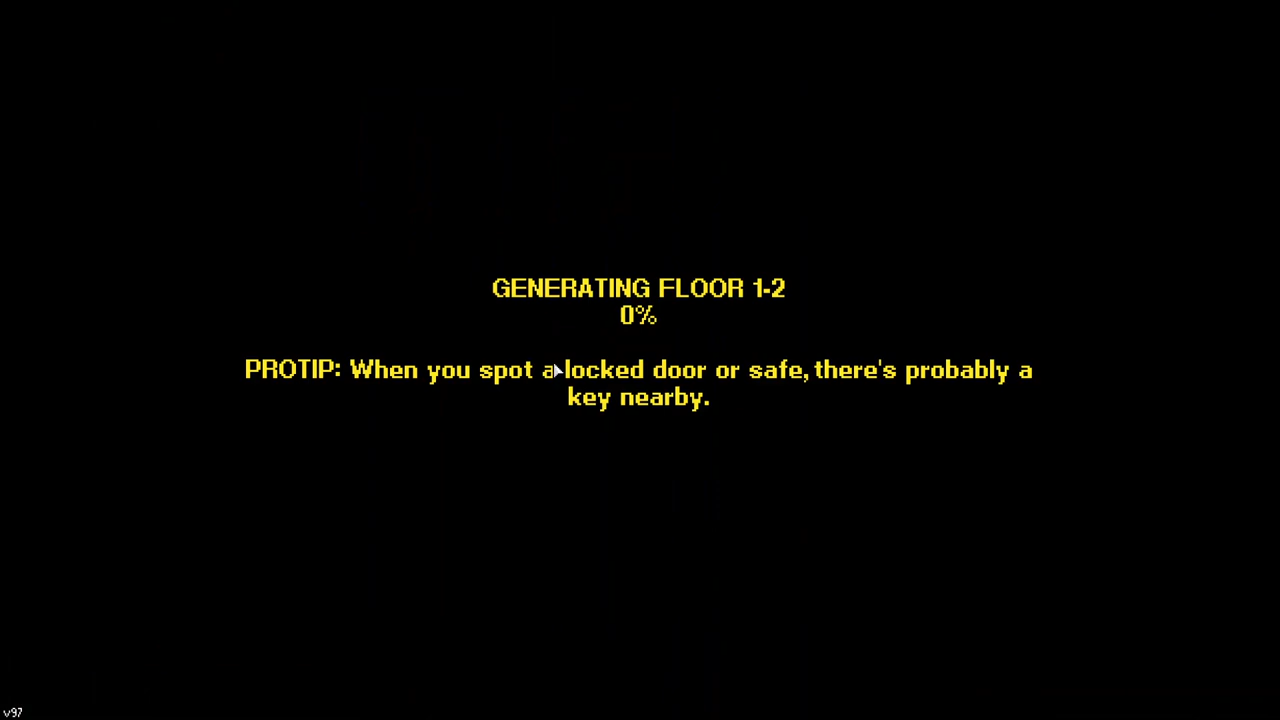 GENERATING FLOOR 1-2
0%
PROTIP: When you spot a locked door or safe, there's probably a
key nearby.
v97